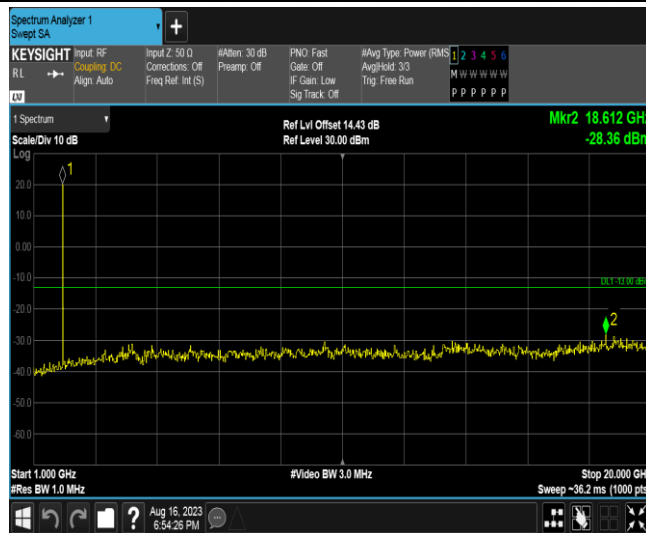 Spectrum Analyzer 1
Swept SA
+
KEYSIGHT
RL
LXI
Input: RF
Coupling: DC
Align: Auto
Input Z: 50 Ω
Corrections: Off
Freq Ref: Int (S)
#Atten: 30 dB
Preamp: Off
PNO: Fast
Gate: Off
IF Gain: Low
Sig Track: Off
#Avg Type: Power (RMS
Avg|Hold: 3/3
Trig: Free Run
1 2 3 4 5 6
M W W W W W
P P P P P P
1 Spectrum
Scale/Div 10 dB
Ref Lvl Offset 14.43 dB
Ref Level 30.00 dBm
Mkr2 18.612 GHz
-28.36 dBm
Log
1
20.0
10.0
0.00
-10.0
DL1 -13.00 dBm
2
-20.0
-30.0
-40.0
-50.0
-60.0
Start 1.000 GHz
#Video BW 3.0 MHz
Stop 20.000 GHz
#Res BW 1.0 MHz
Sweep ~36.2 ms (1000 pts
?
Aug 16, 2023
6:54:26 PM